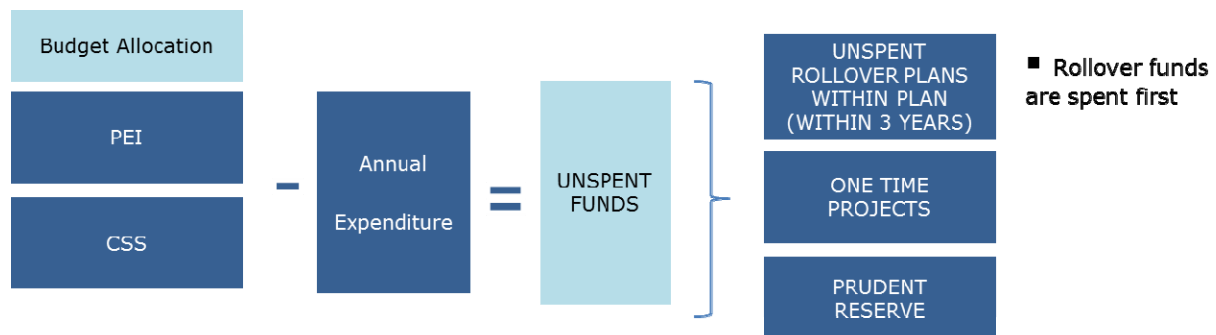 Budget Allocation
PEI
CSS
-
Annual
Expenditure
=
UNSPENT
FUNDS
UNSPENT
ROLLOVER PLANS
WITHIN PLAN
(WITHIN 3 YEARS)
ONE TIME
PROJECTS
PRUDENT
RESERVE
▪ Rollover funds
are spent first